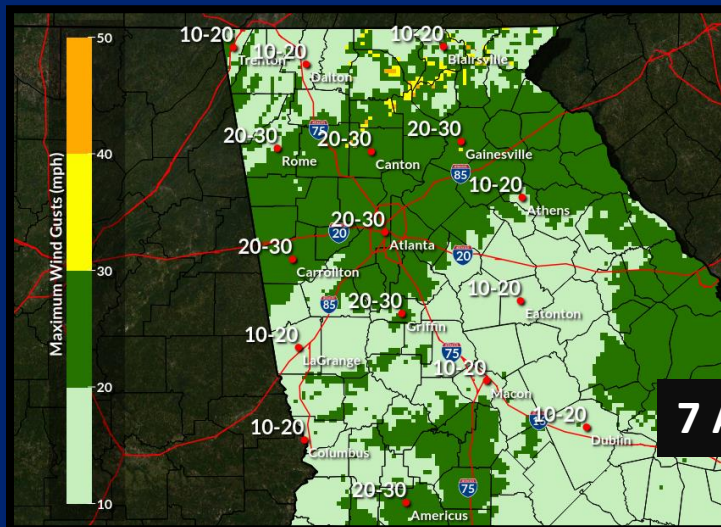 Maximum Wind Gusts (mph)
50
40
30
20
10
10-20
Trenton
10-20
Dalton
10-20
Blairsville
75
20-30
Rome
20-30
Canton
20-30
Gainesville
85
10-20
Athens
20-30
Atlanta
20
20
20-30
Carrollton
85
20-30
Griffin
10-20
Eatonton
10-20
LaGrange
75
10-20
Macon
10-20
Columbus
16
10-20
Dublin
7 /
75
20-30
Americus